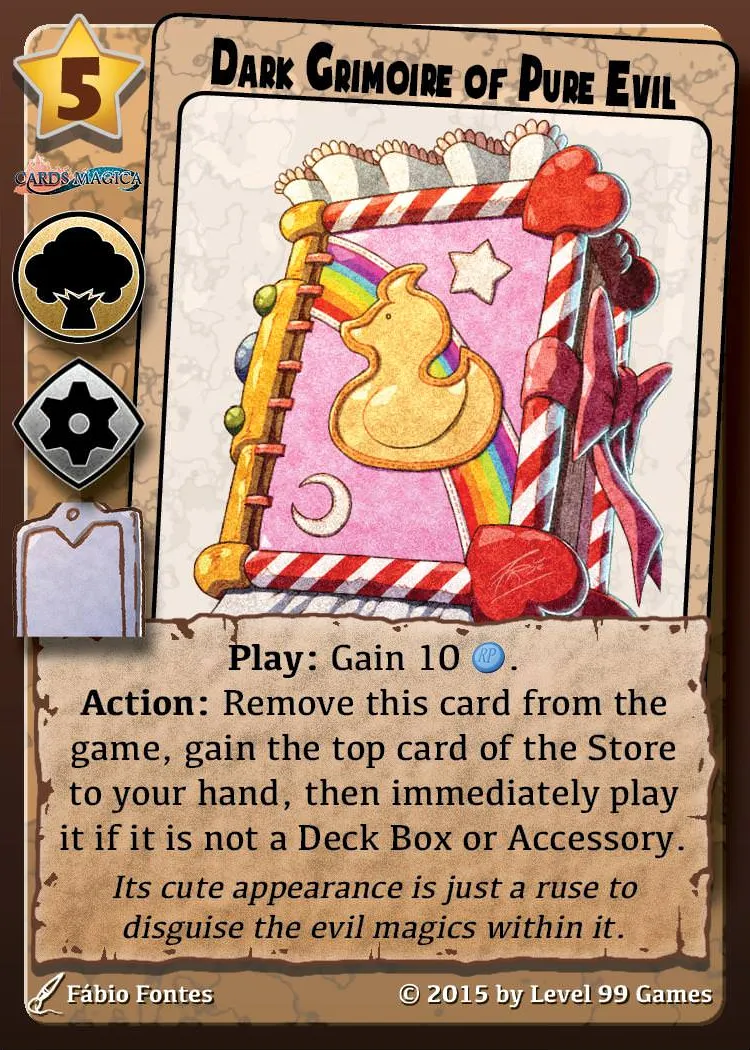 5
Dark Grimoire of Pure Evil
CARDS MAGICA
Play: Gain 10 RP.
Action: Remove this card from the
game, gain the top card of the Store
to your hand, then immediately play
it if it is not a Deck Box or Accessory.
Its cute appearance is just a ruse to
disguise the evil magics within it.
Fábio Fontes
© 2015 by Level 99 Games